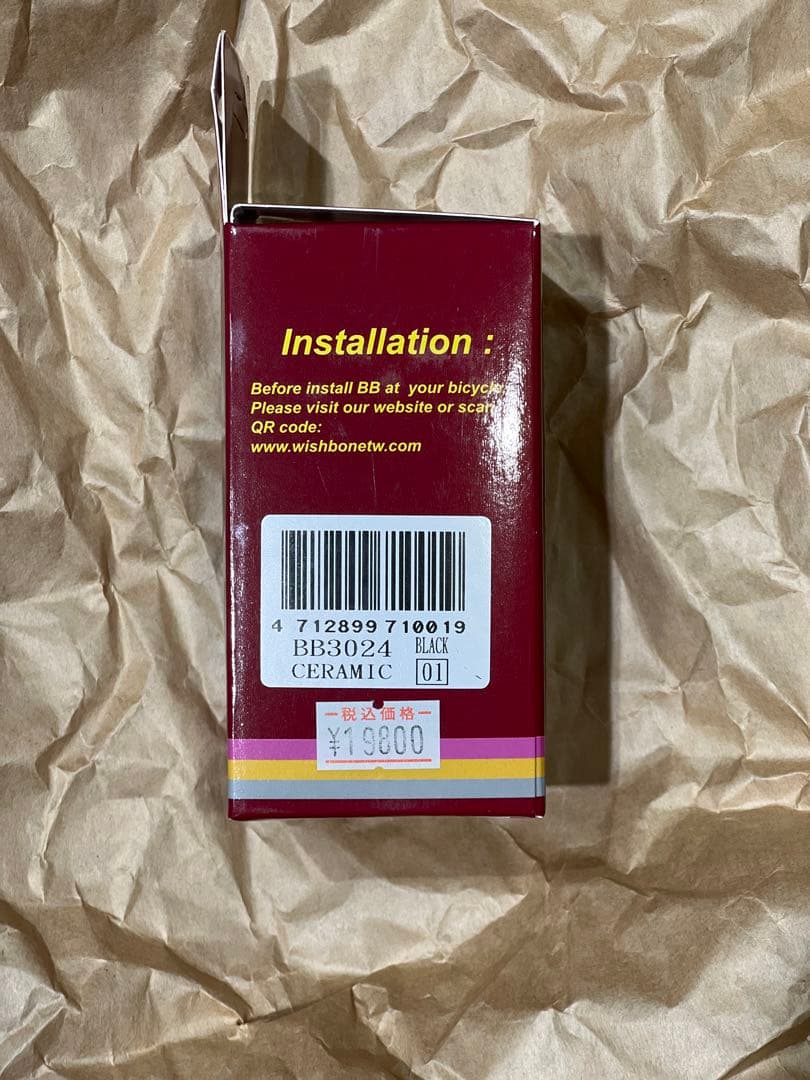 Installation :
Before install BB at your bicycle
Please visit our website or scan
QR code:
www.wishbonetw.com
4 712899 710019
BB3024 BLACK
CERAMIC 01
税込価格
¥19800